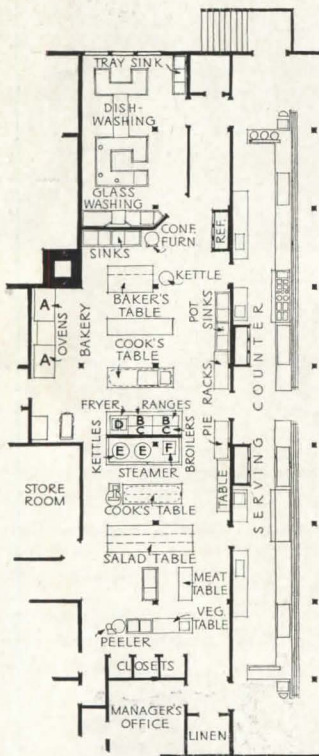 TRAY SINK
DISH-
WASHING
GLASS
WASHING
CONF.
FURN.
REF.
SINKS
KETTLE
BAKER'S
TABLE
POT
SINKS
OVENS
A
A
BAKERY
COOK'S
TABLE
RACKS
SERVING COUNTER
FRYER
RANGES
D
B
B
C
C
BROILERS
PIE
KETTLES
E
E
F
STEAMER
TABLE
STORE
ROOM
COOK'S TABLE
SALAD TABLE
MEAT
TABLE
VEG.
TABLE
PEELER
CLOSETS
MANAGER'S
OFFICE
LINEN